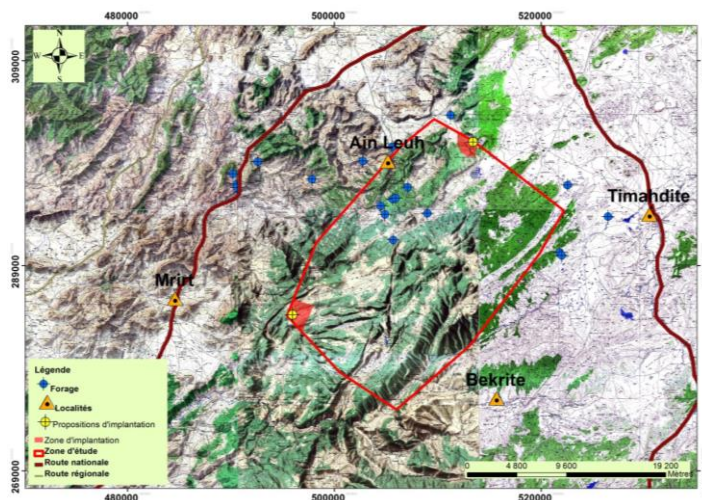 480000 500000 520000
309000
N
W E
S
Ain Leuh
Timandite
289000
Mrirt
Bekrite
Légende
Forage
Localités
Propositions d'implantation
Zone d'implantation
Zone d'étude
Route nationale
Route régionale
0 4 800 9 600 19 200
Mètres
269000
480000 500000 520000